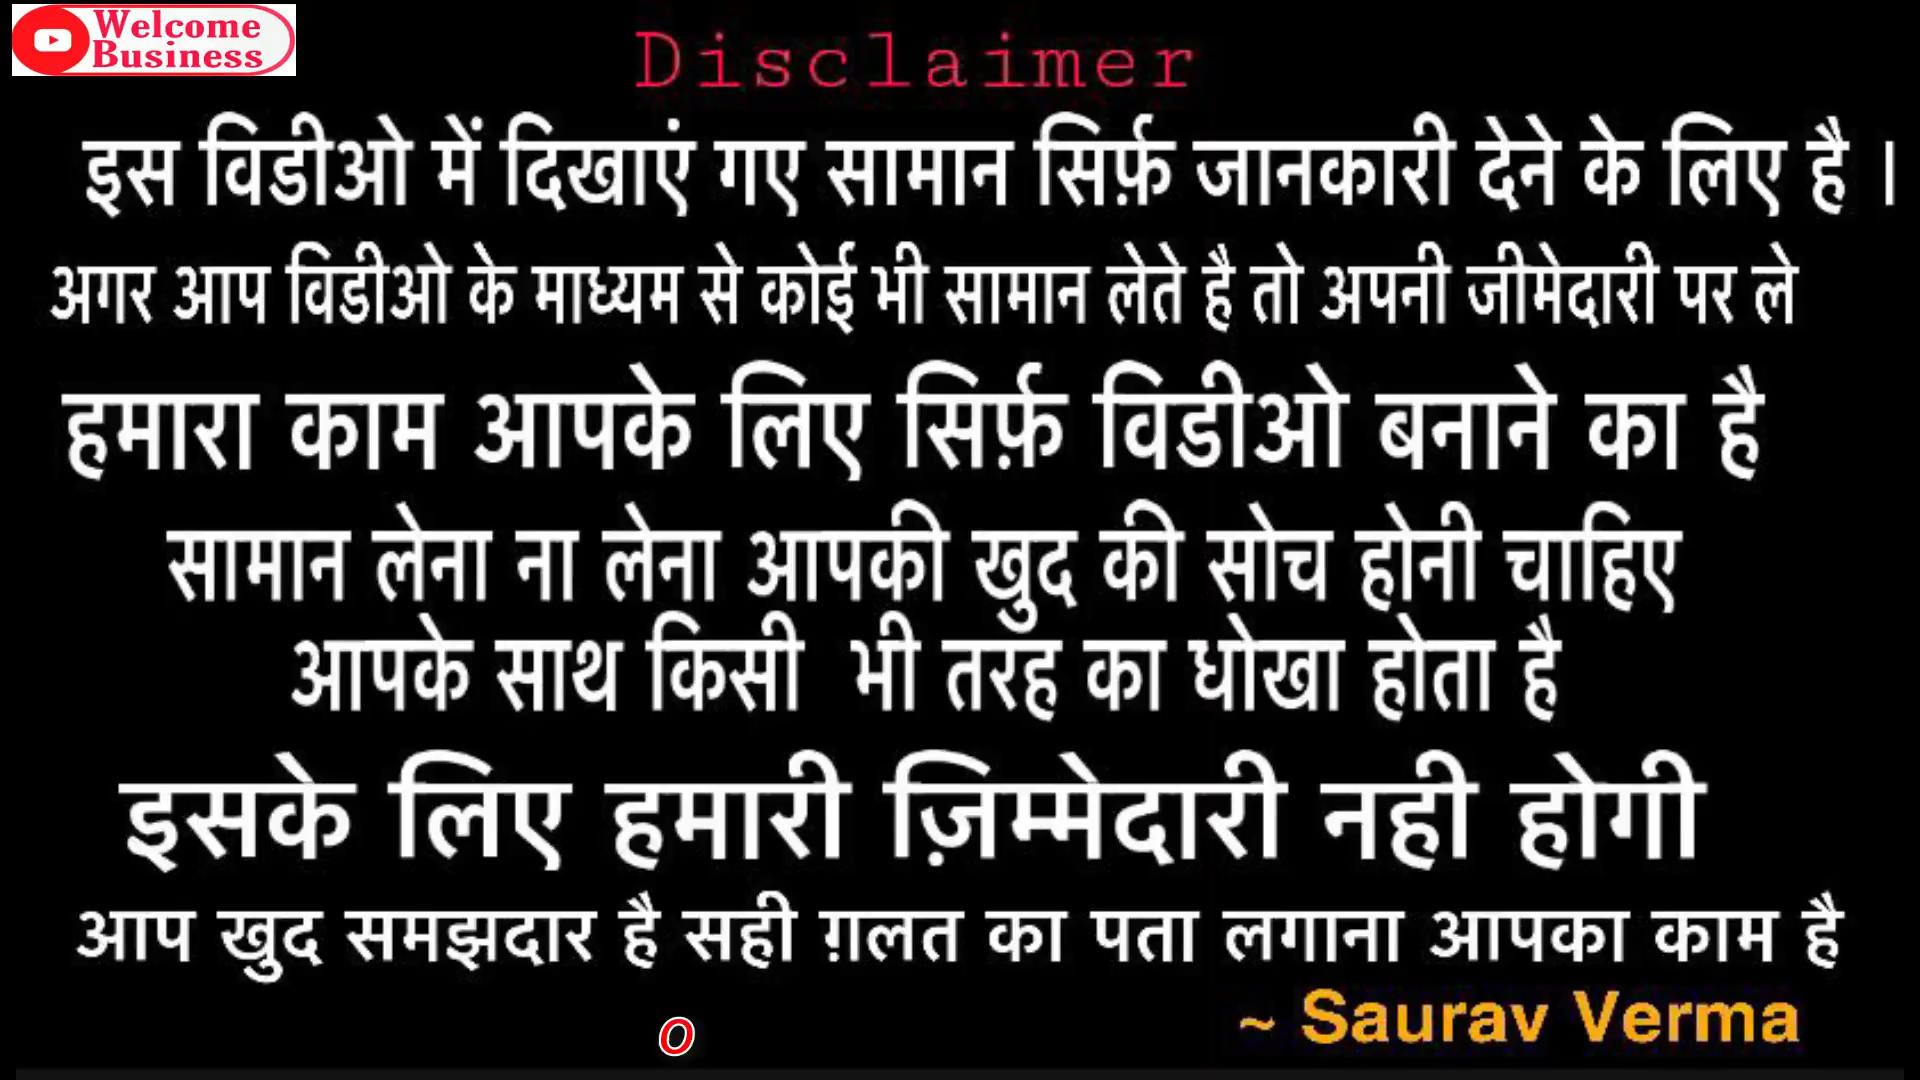 Welcome
Business
Disclaimer
इस विडीओ में दिखाएं गए सामान सिर्फ़ जानकारी देने के लिए है ।
अगर आप विडीओ के माध्यम से कोई भी सामान लेते है तो अपनी जीमेदारी पर ले
हमारा काम आपके लिए सिर्फ़ विडीओ बनाने का है
सामान लेना ना लेना आपकी खुद की सोच होनी चाहिए
आपके साथ किसी भी तरह का धोखा होता है
इसके लिए हमारी ज़िम्मेदारी नही होगी
आप खुद समझदार है सही ग़लत का पता लगाना आपका काम है
~ Saurav Verma
O